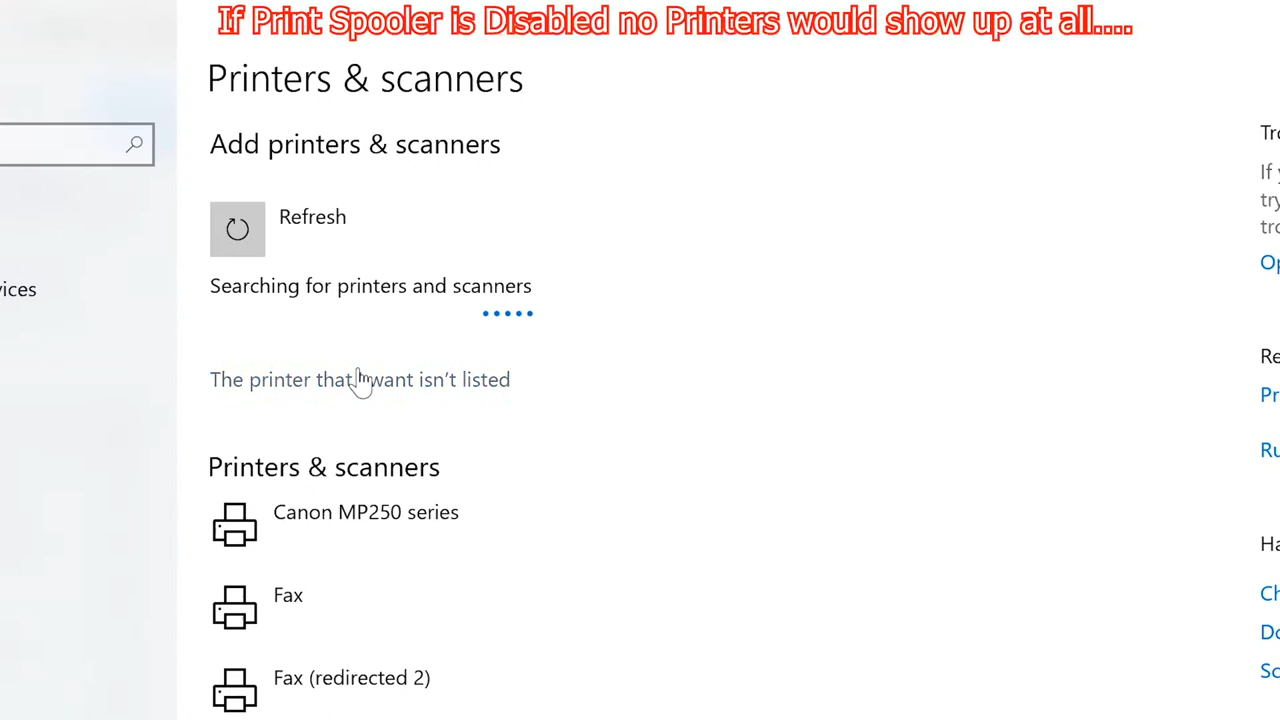 If Print Spooler is Disabled no Printers would show up at all....
Printers & scanners
Add printers & scanners
Refresh
Searching for printers and scanners
The printer that I want isn't listed
Printers & scanners
Canon MP250 series
Fax
Fax (redirected 2)
vices
If